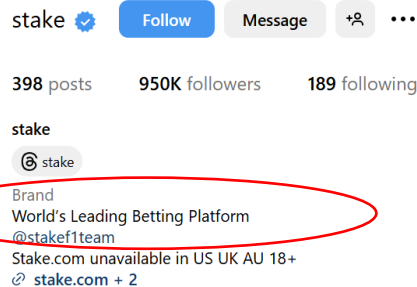 stake Follow Message
398 posts 950K followers 189 following
stake
stake
Brand
World's Leading Betting Platform
@stakef1team
Stake.com unavailable in US UK AU 18+
stake.com + 2